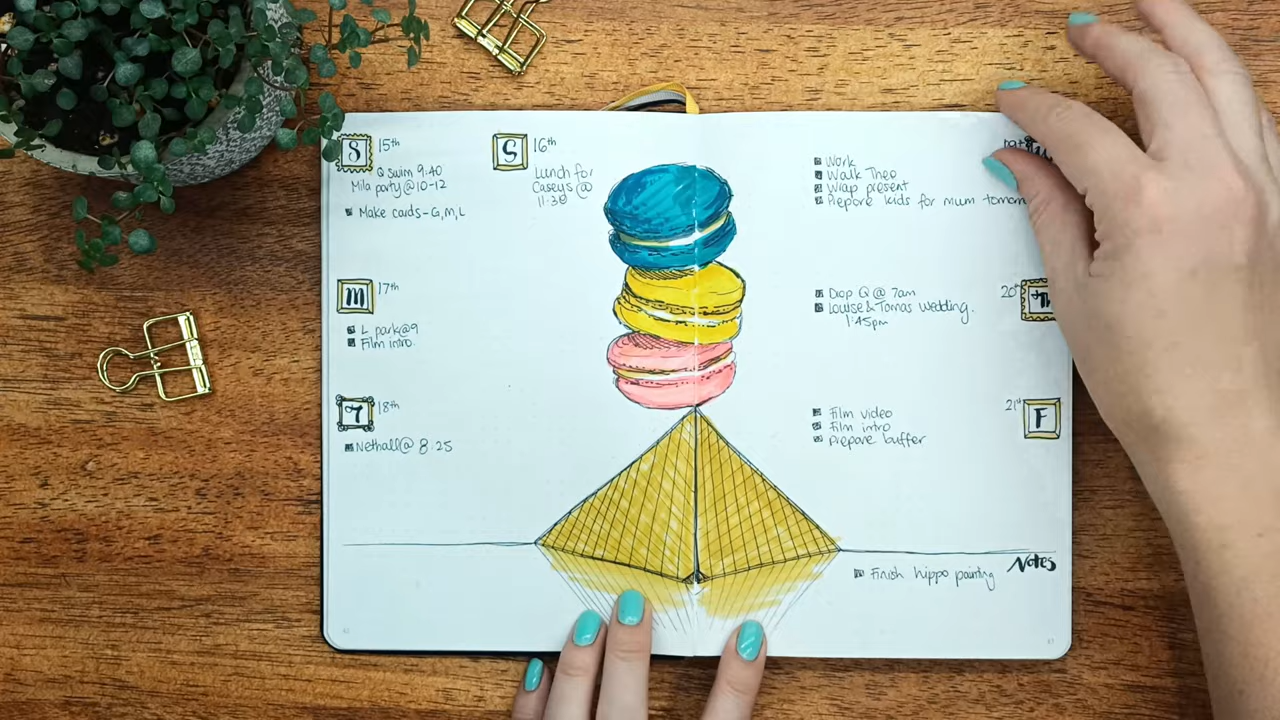 S 15th
Q swim 9:40
Mila party @10-12
Make cards - G, M, L
S 16th
Lunch for
Caseys @
11:30
M 17th
L park@9
Film intro.
T 18th
Nethall@ 8.25
Work
Walk Theo
Wrap present
Prepare kids for mum
20th
Drop Q @ 7am
Louise & Tomas wedding.
1:45pm
21st F
Film video
Film intro
Prepare buffer
Notes
Finish hippo painting